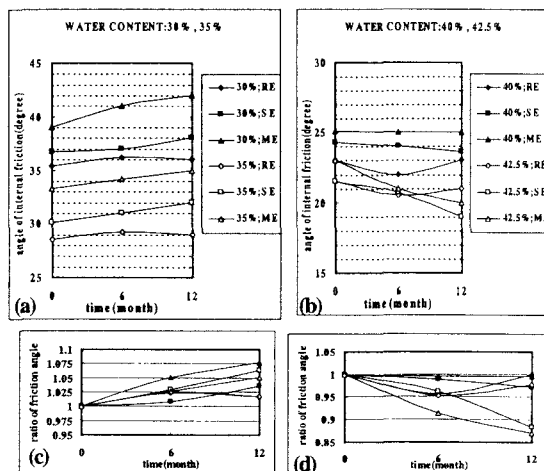 WATER CONTENT:30%, 35%
angle of internal friction(degree)
45
40
35
30
25
0
6
12
time(month)
30%;RE
30%;SE
30%;ME
35%;RE
35%;SE
35%;ME
(a)
WATER CONTENT:40%, 42.5%
angle of internal friction(degree)
30
25
20
15
0
6
12
time(month)
40%;RE
40%;SE
40%;ME
42.5%;RE
42.5%;SE
42.5%;ME
(b)
ratio of friction angle
1.1
1.075
1.05
1.025
1
0.975
0.95
0
6
12
time(month)
(c)
ratio of friction angle
1.05
1
0.95
0.9
0.85
0
6
12
time(month)
(d)